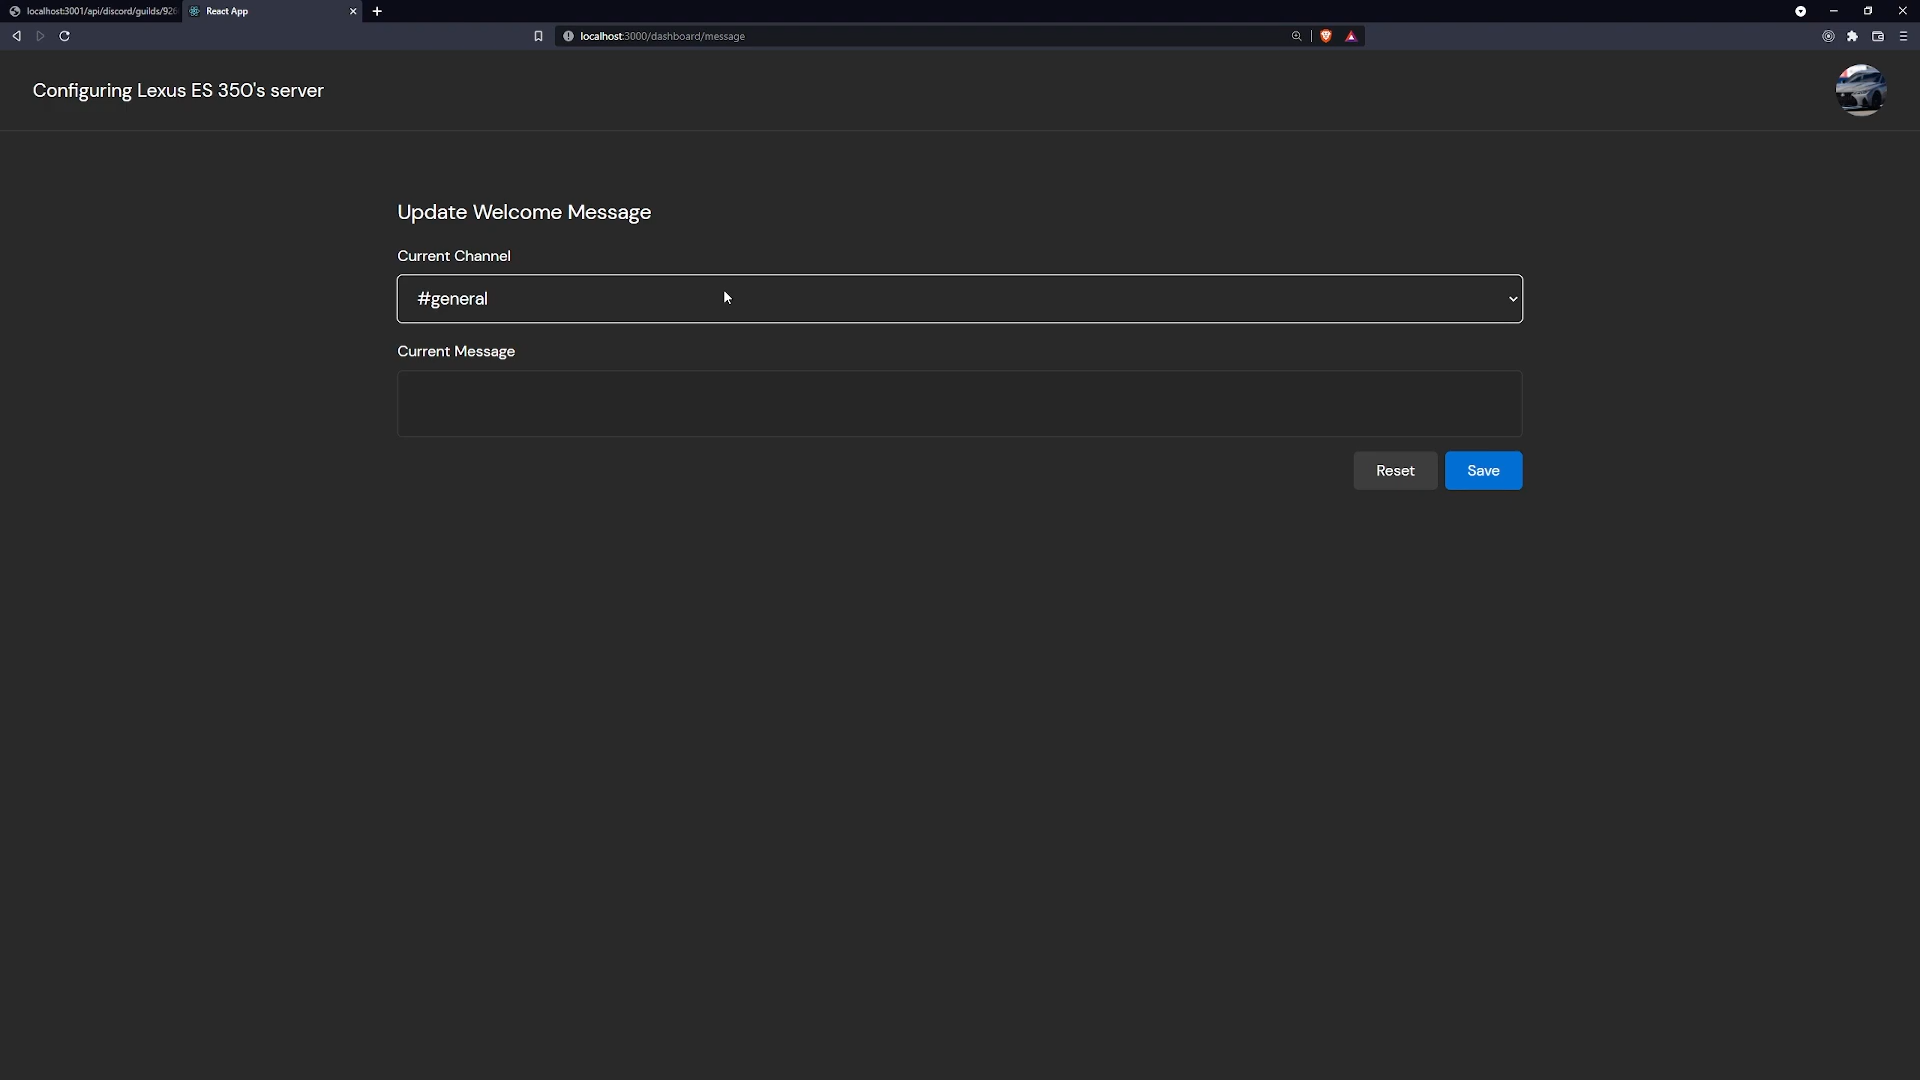 localhost:3001/api/discord/guilds/926
React App
localhost:3000/dashboard/message
Configuring Lexus ES 350's server
Update Welcome Message
Current Channel
#general
Current Message
Reset
Save